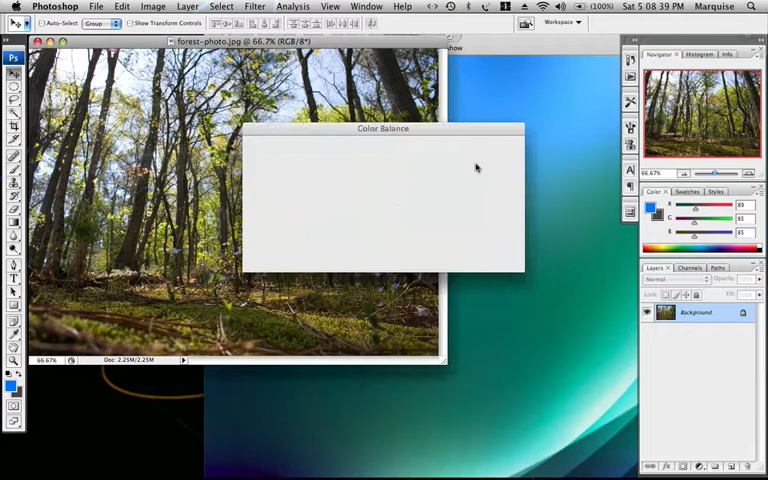 Photoshop File Edit Image Layer Select Filter Analysis View Window Help (100%) Sat 5 08:39 PM Marquise
Auto-Select Group Show Transform Controls Workspace
forest-photo.jpg @ 66.7% (RGB/8*)
how
Navigator Histogram Info
Ps
Color Balance
66.67%
Color Swatches Styles
R 89
G 85
B 85
Layers Channels Paths
Normal Opacity:
Lock: Fill:
Background
66.67% Doc: 2.25M/2.25M